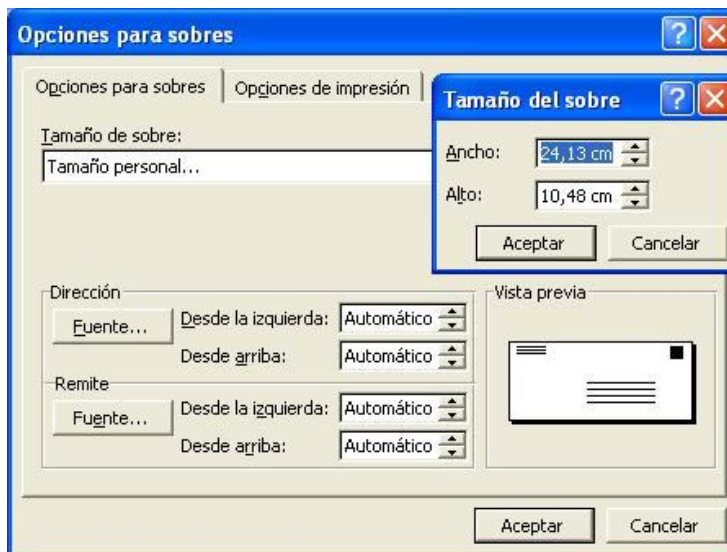 Opciones para sobres
Opciones para sobres
Opciones de impresión
Tamaño de sobre:
Tamaño personal...
Tamaño del sobre
Ancho: 24,13 cm
Alto: 10,48 cm
Aceptar Cancelar
Dirección
Fuente...
Desde la izquierda: Automático
Desde arriba: Automático
Remite
Fuente...
Desde la izquierda: Automático
Desde arriba: Automático
Vista previa
Aceptar Cancelar